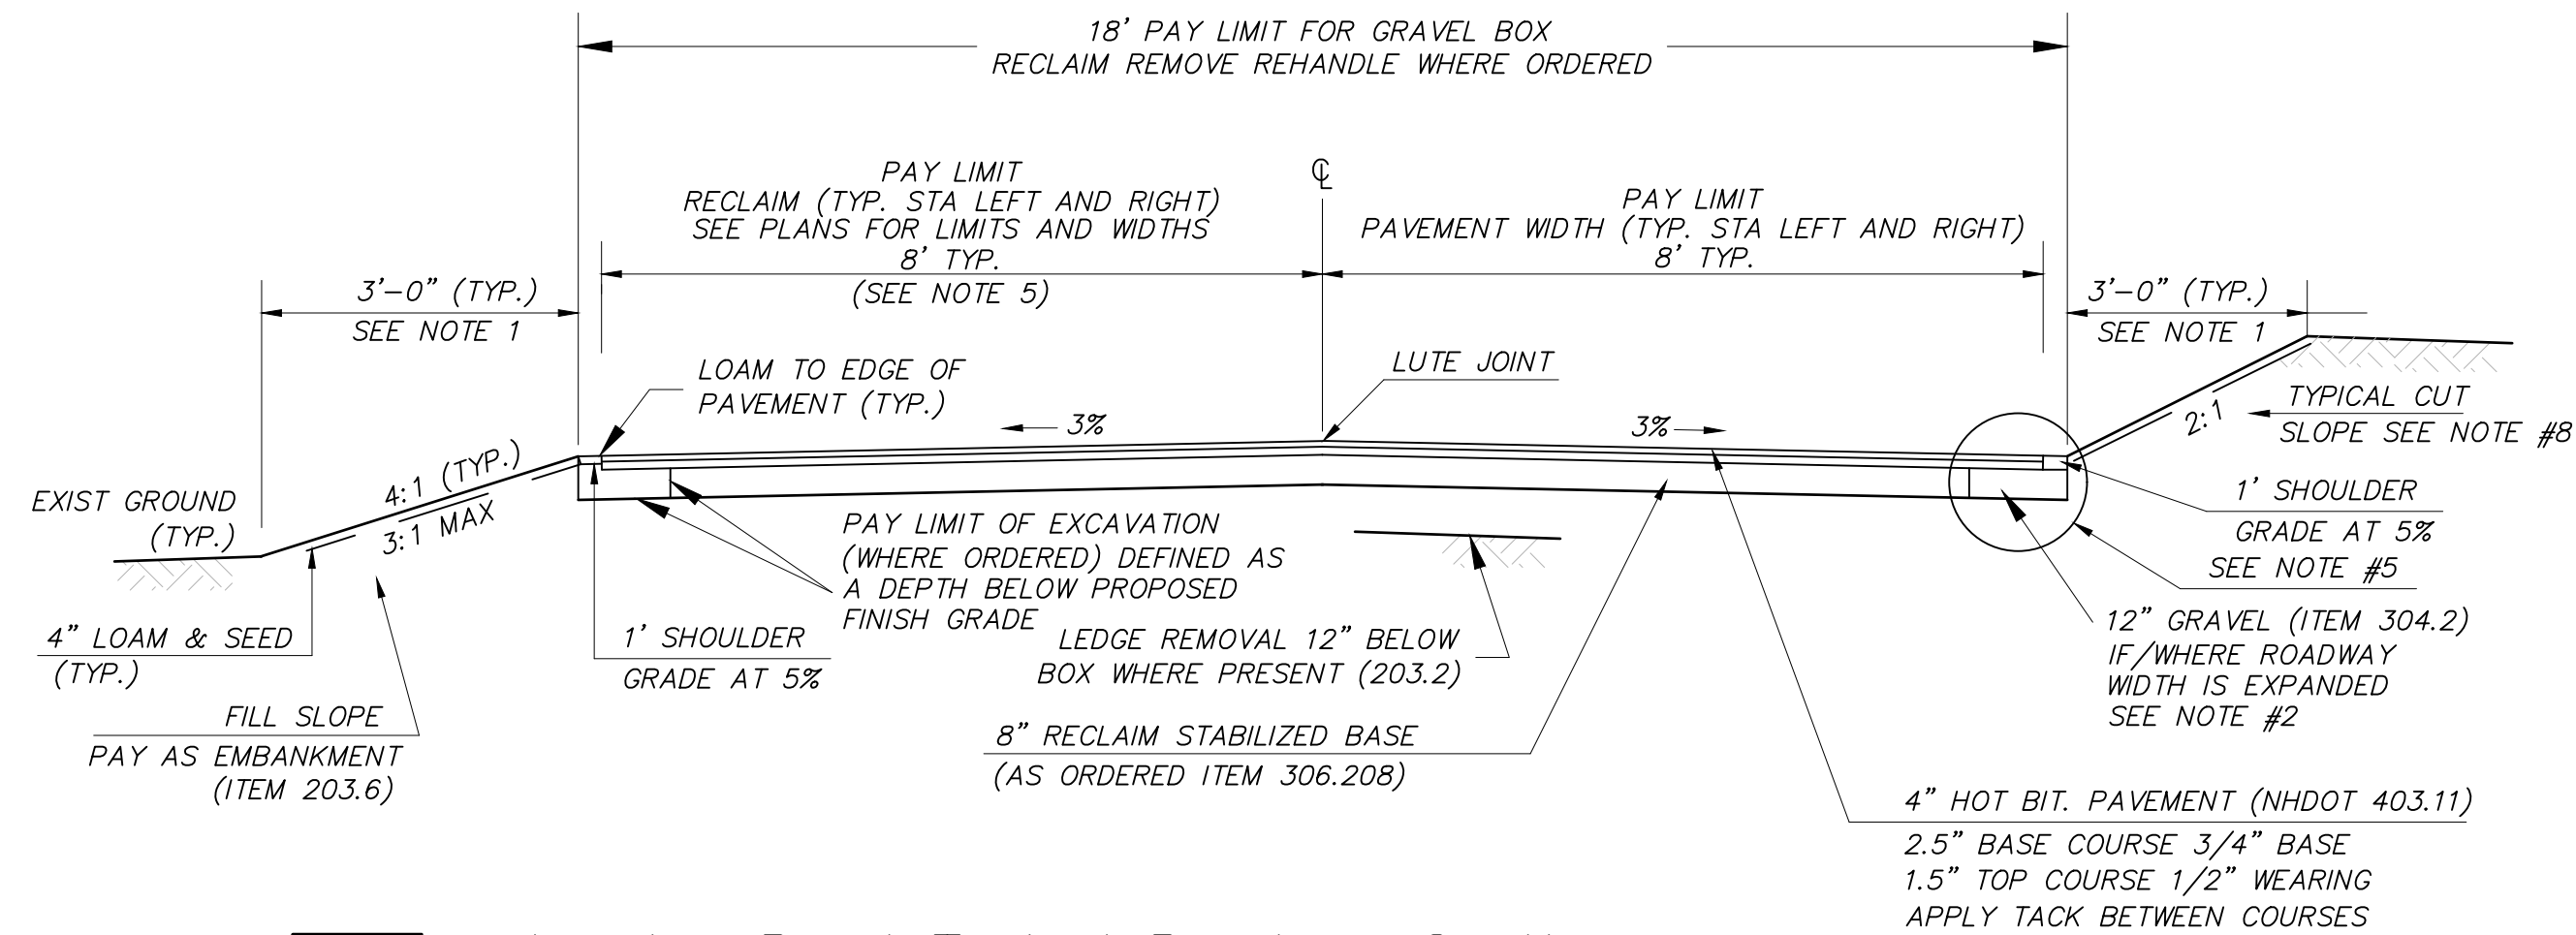 18' PAY LIMIT FOR GRAVEL BOX
RECLAIM REMOVE REHANDLE WHERE ORDERED
PAY LIMIT
RECLAIM (TYP. STA LEFT AND RIGHT)
SEE PLANS FOR LIMITS AND WIDTHS
8' TYP.
(SEE NOTE 5)
℄
PAY LIMIT
PAVEMENT WIDTH (TYP. STA LEFT AND RIGHT)
8' TYP.
3'-0" (TYP.)
SEE NOTE 1
3'-0" (TYP.)
SEE NOTE 1
LOAM TO EDGE OF
PAVEMENT (TYP.)
LUTE JOINT
3%
3%
2:1
TYPICAL CUT
SLOPE SEE NOTE #8
4:1 (TYP.)
3:1 MAX
EXIST GROUND
(TYP.)
1' SHOULDER
GRADE AT 5%
SEE NOTE #5
PAY LIMIT OF EXCAVATION
(WHERE ORDERED) DEFINED AS
A DEPTH BELOW PROPOSED
FINISH GRADE
4" LOAM & SEED
(TYP.)
1' SHOULDER
GRADE AT 5%
LEDGE REMOVAL 12" BELOW
BOX WHERE PRESENT (203.2)
12" GRAVEL (ITEM 304.2)
IF/WHERE ROADWAY
WIDTH IS EXPANDED
SEE NOTE #2
FILL SLOPE
PAY AS EMBANKMENT
(ITEM 203.6)
8" RECLAIM STABILIZED BASE
(AS ORDERED ITEM 306.208)
4" HOT BIT. PAVEMENT (NHDOT 403.11)
2.5" BASE COURSE 3/4" BASE
1.5" TOP COURSE 1/2" WEARING
APPLY TACK BETWEEN COURSES